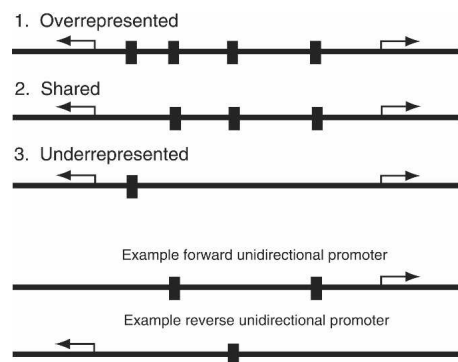 1. Overrepresented
2. Shared
3. Underrepresented
Example forward unidirectional promoter
Example reverse unidirectional promoter